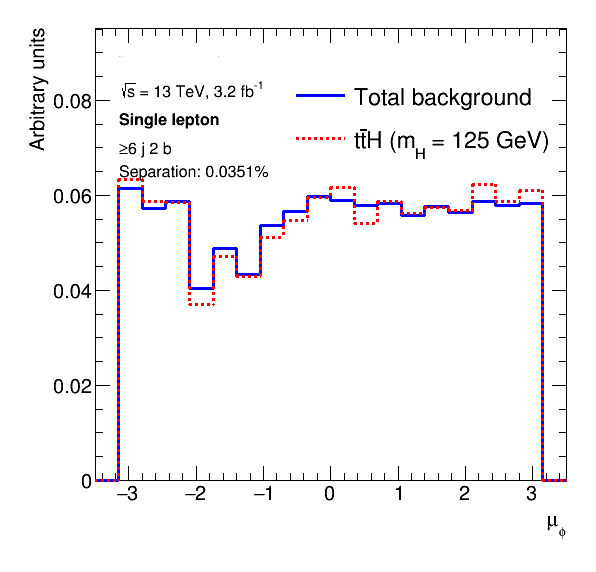 Arbitrary units
√s = 13 TeV, 3.2 fb⁻¹
Single lepton
≥6 j 2 b
Separation: 0.0351%
Total background
tt̄H (m_H = 125 GeV)
0.08
0.06
0.04
0.02
0
−3 −2 −1 0 1 2 3
μ_ϕ